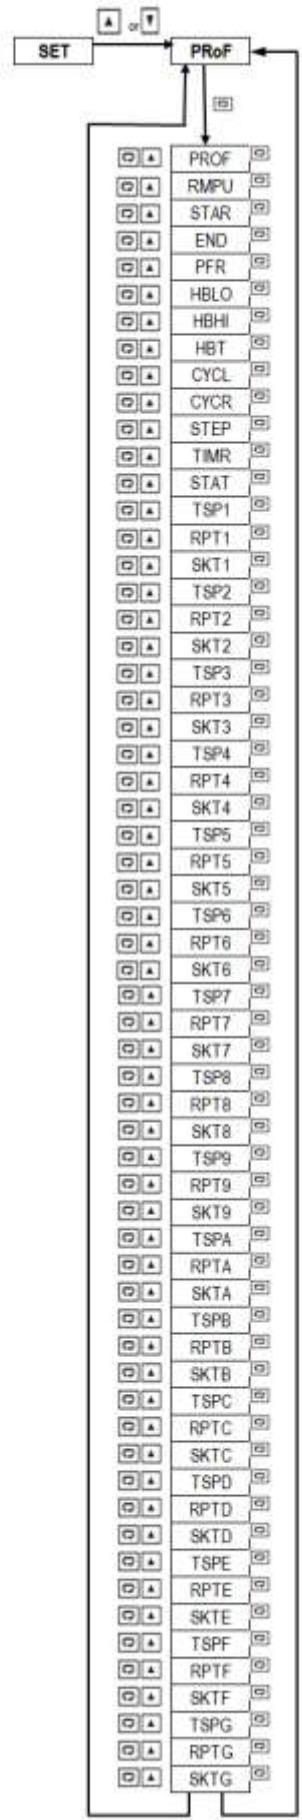 or
SET PRoF
PROF
RMPU
STAR
END
PFR
HBLO
HBHI
HBT
CYCL
CYCR
STEP
TIMR
STAT
TSP1
RPT1
SKT1
TSP2
RPT2
SKT2
TSP3
RPT3
SKT3
TSP4
RPT4
SKT4
TSP5
RPT5
SKT5
TSP6
RPT6
SKT6
TSP7
RPT7
SKT7
TSP8
RPT8
SKT8
TSP9
RPT9
SKT9
TSPA
RPTA
SKTA
TSPB
RPTB
SKTB
TSPC
RPTC
SKTC
TSPD
RPTD
SKTD
TSPE
RPTE
SKTE
TSPF
RPTF
SKTF
TSPG
RPTG
SKTG